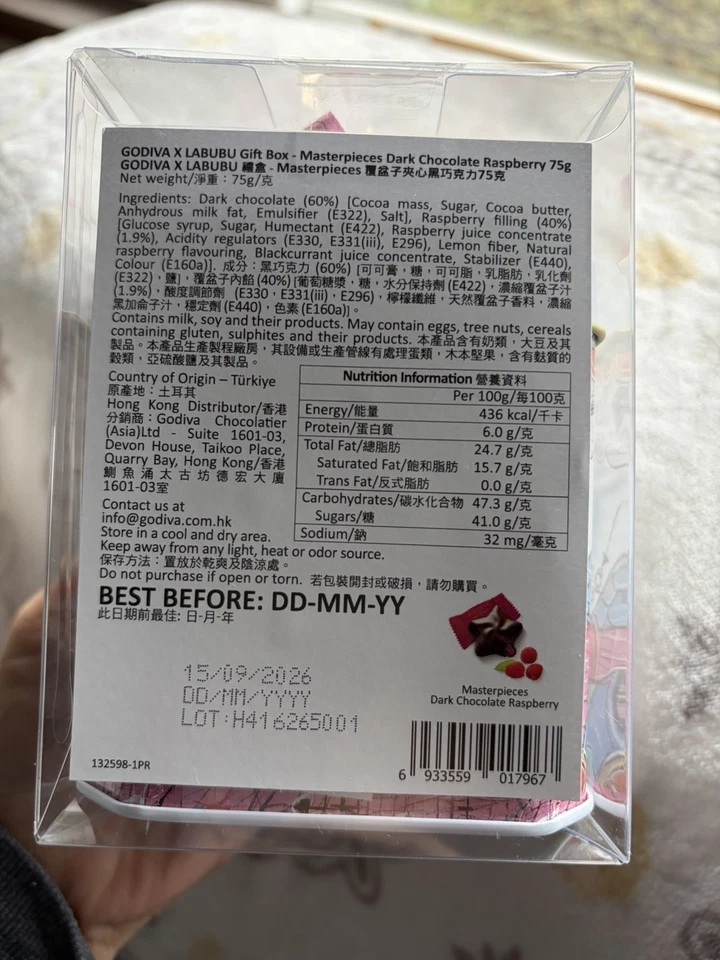 GODIVA X LABUBU Gift Box - Masterpieces Dark Chocolate Raspberry 75g
GODIVA X LABUBU 禮盒 - Masterpieces 覆盆子夾心黑巧克力75克
Net weight/淨重：75g/克
Ingredients: Dark chocolate (60%) [Cocoa mass, Sugar, Cocoa butter,
Anhydrous milk fat, Emulsifier (E322), Salt], Raspberry filling (40%)
[Glucose syrup, Sugar, Humectant (E422), Raspberry juice concentrate
(1.9%), Acidity regulators (E330, E331(iii), E296), Lemon fiber, Natural
raspberry flavouring, Blackcurrant juice concentrate, Stabilizer (E440),
Colour (E160a)]. 成分：黑巧克力 (60%) [可可膏，糖，可可脂，乳脂肪，乳化劑
(E322)，鹽]，覆盆子內餡 (40%) [葡萄糖漿，糖，水分保持劑 (E422)，濃縮覆盆子汁
(1.9%)，酸度調節劑 （E330，E331(iii)，E296)，檸檬纖維，天然覆盆子香料，濃縮
黑加侖子汁，穩定劑 (E440)，色素 (E160a)]。
Contains milk, soy and their products. May contain eggs, tree nuts, cereals
containing gluten, sulphites and their products. 本產品含有奶類，大豆及其
製品。本產品生產製程廠房，其設備或生產管線有處理蛋類，木本堅果，含有麩質的
穀類，亞硫酸鹽及其製品。
Country of Origin – Türkiye
原產地：土耳其
Hong Kong Distributor/香港
分銷商：Godiva Chocolatier
(Asia)Ltd - Suite 1601-03,
Devon House, Taikoo Place,
Quarry Bay, Hong Kong/香港
鰂魚涌太古坊德宏大廈
1601-03室
Contact us at
info@godiva.com.hk
Store in a cool and dry area.
Keep away from any light, heat or odor source.
保存方法：置放於乾爽及陰涼處。
Do not purchase if open or torn. 若包裝開封或破損，請勿購買。
Nutrition Information 營養資料
Per 100g/每100克
Energy/能量 436 kcal/千卡
Protein/蛋白質 6.0 g/克
Total Fat/總脂肪 24.7 g/克
Saturated Fat/飽和脂肪 15.7 g/克
Trans Fat/反式脂肪 0.0 g/克
Carbohydrates/碳水化合物 47.3 g/克
Sugars/糖 41.0 g/克
Sodium/鈉 32 mg/毫克
BEST BEFORE: DD-MM-YY
此日期前最佳: 日-月-年
15/09/2026
DD/MM/YYYY
LOT:H416265001
Masterpieces
Dark Chocolate Raspberry
132598-1PR
6 933559 017967